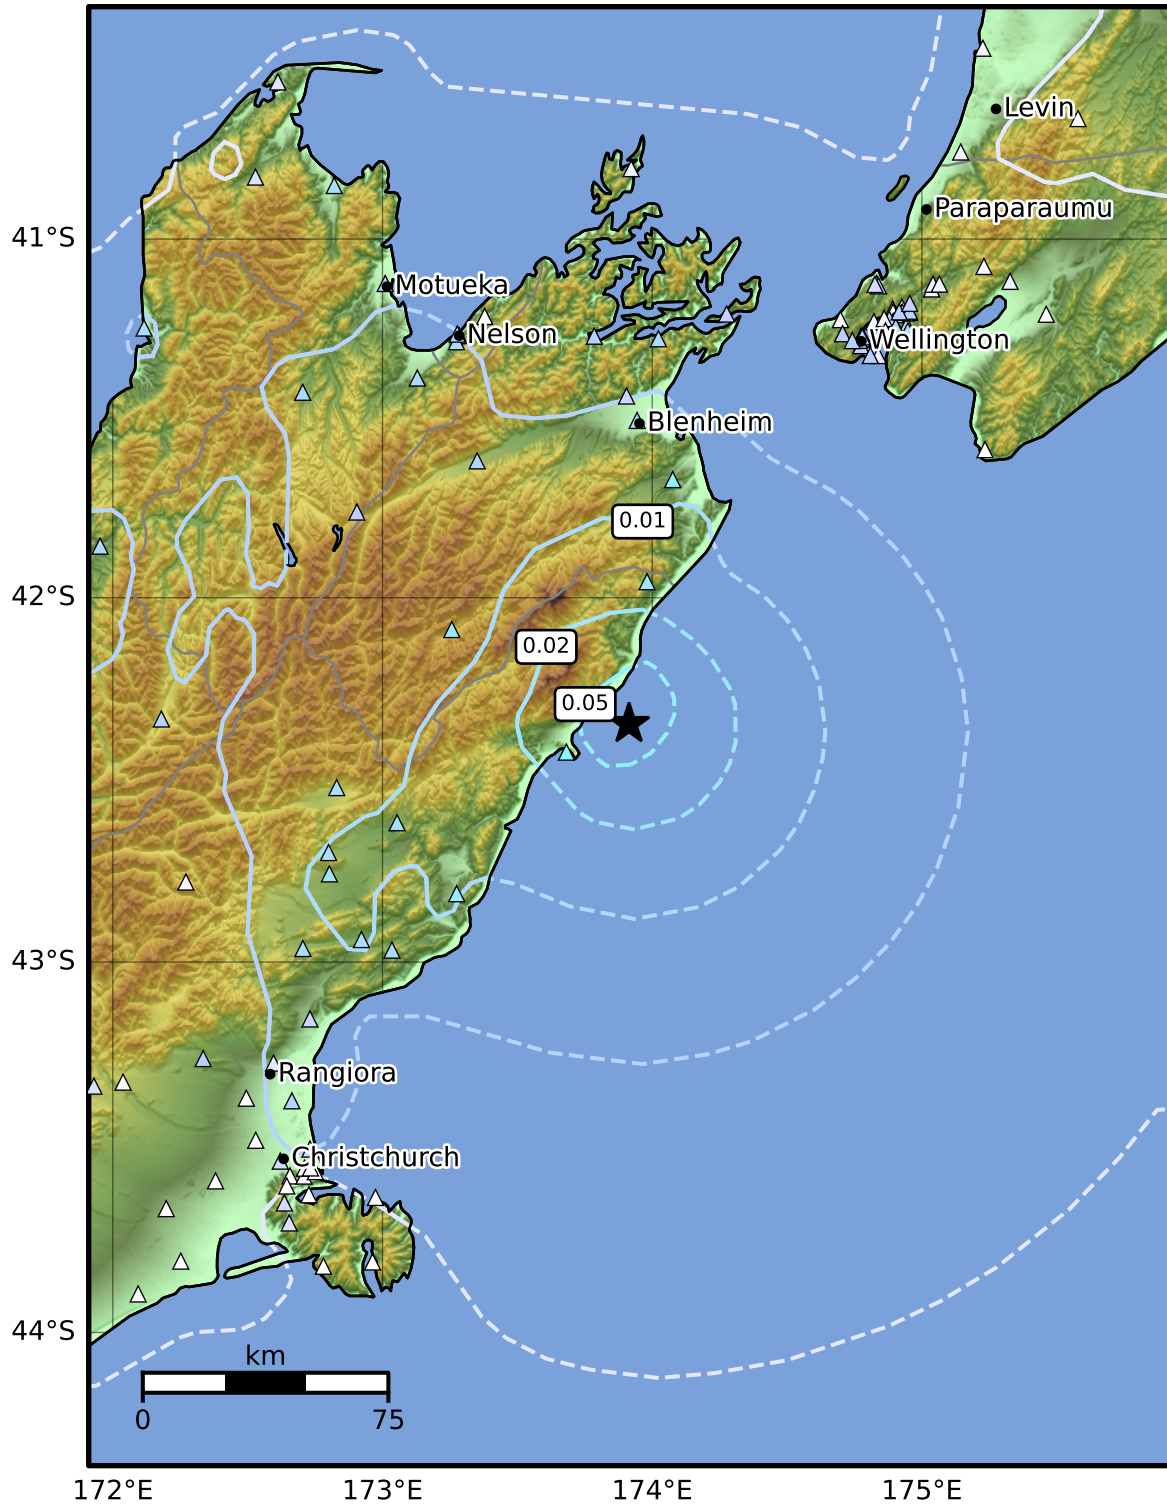 Levin
Paraparaumu
41°S
Motueka
Nelson
Wellington
Blenheim
0.01
42°S
0.02
0.05
43°S
Rangiora
Christchurch
44°S
km
0
75
172°E
173°E
174°E
175°E